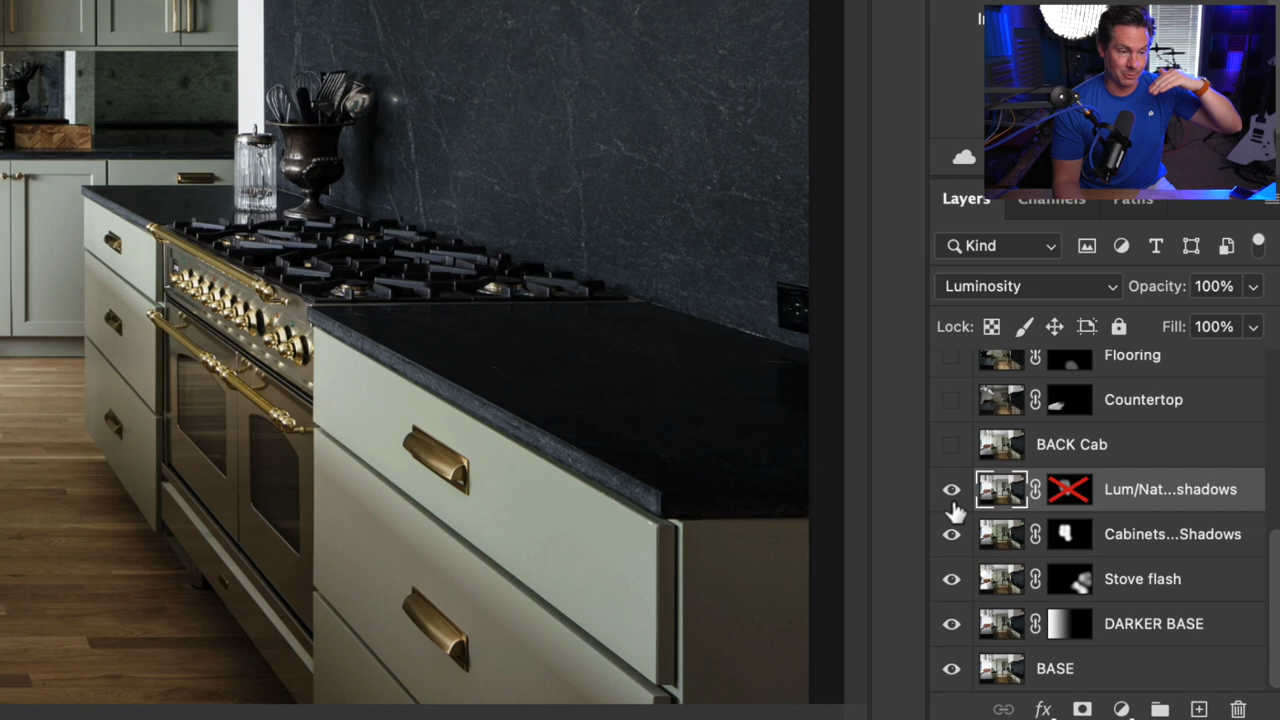 Layers Channels Paths
Kind
Luminosity Opacity: 100%
Lock: Fill: 100%
Flooring
Countertop
BACK Cab
Lum/Nat...shadows
Cabinets...Shadows
Stove flash
DARKER BASE
BASE
fx